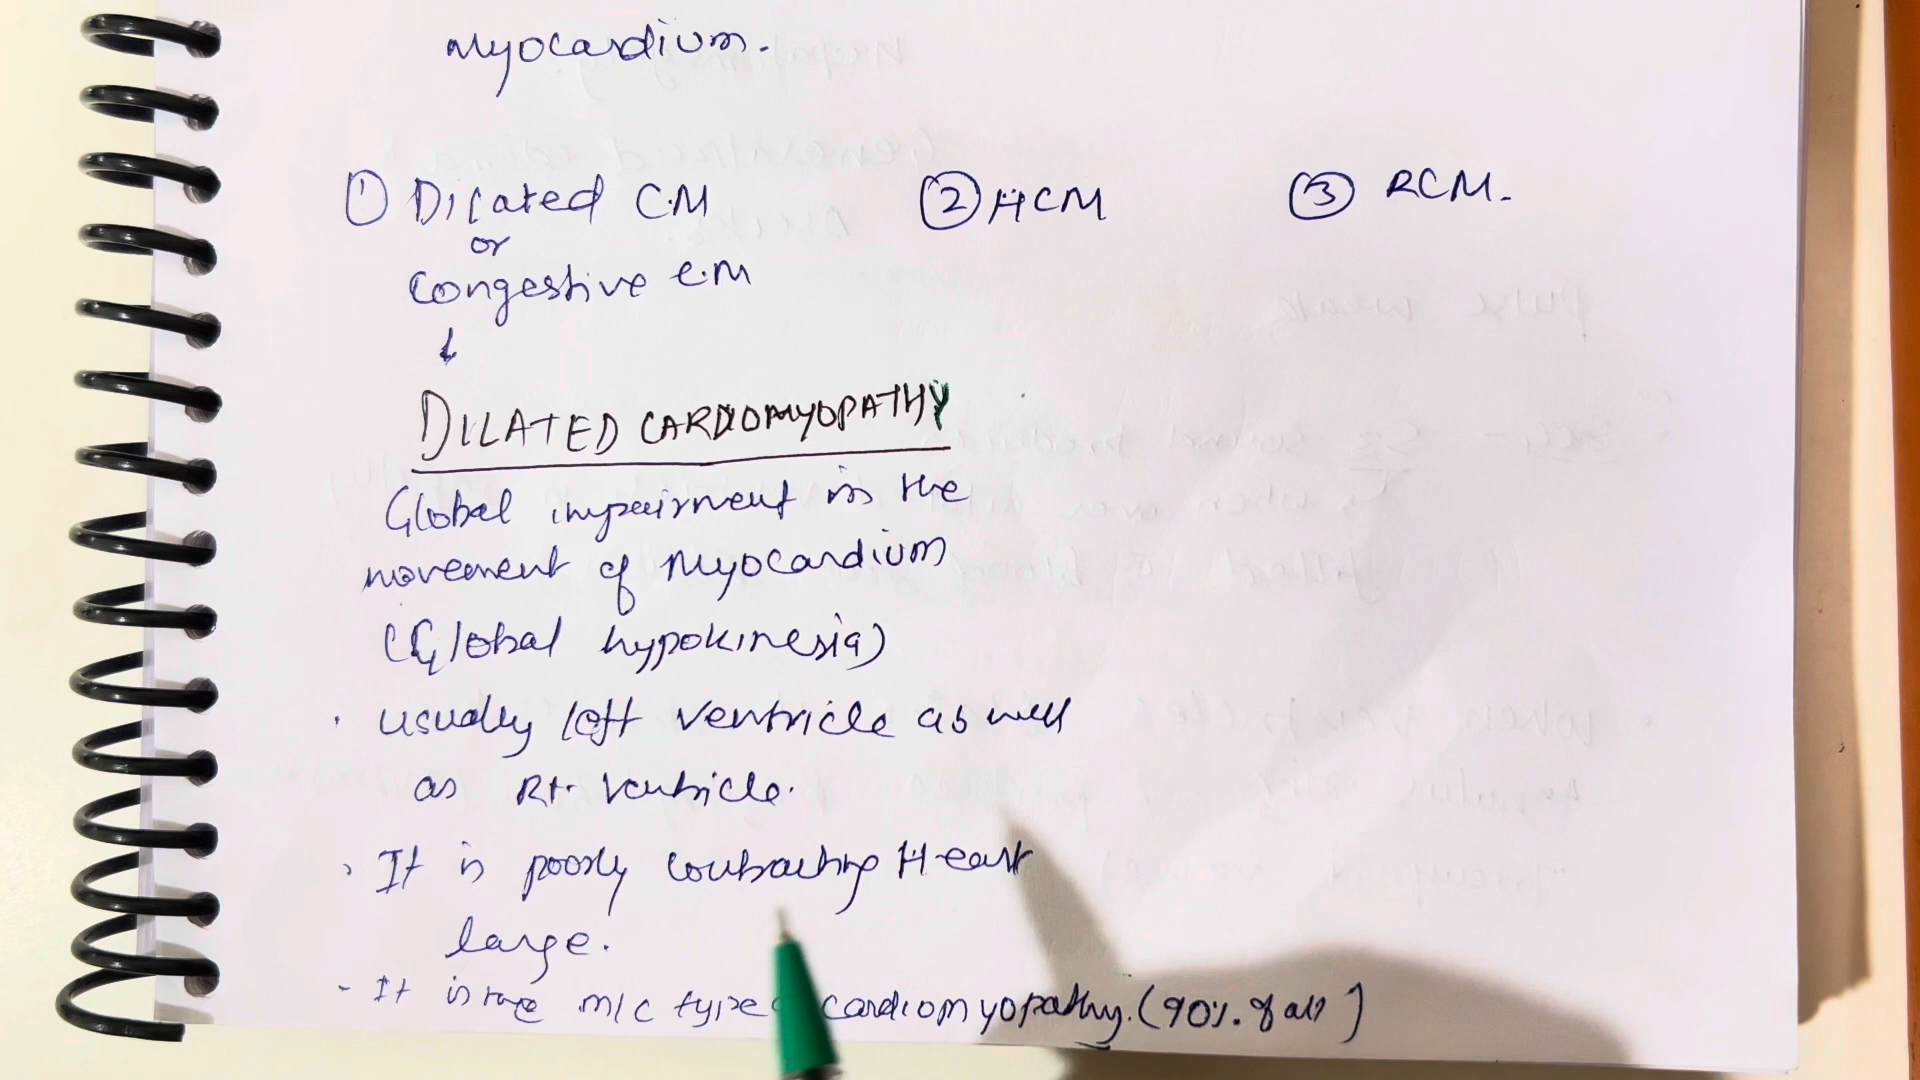 Myocardium.
① Dilated C.M ② HCM ③ RCM.
or
Congestive C.M
↓
DILATED CARDIOMYOPATHY
Global impairment in the
movement of Myocardium
(Global hypokinesia)
· usually left ventricle as well
as Rt. ventricle.
· It is poorly contracting Heart
large.
- It is the m/c type cardiomyopathy. (90% of all)